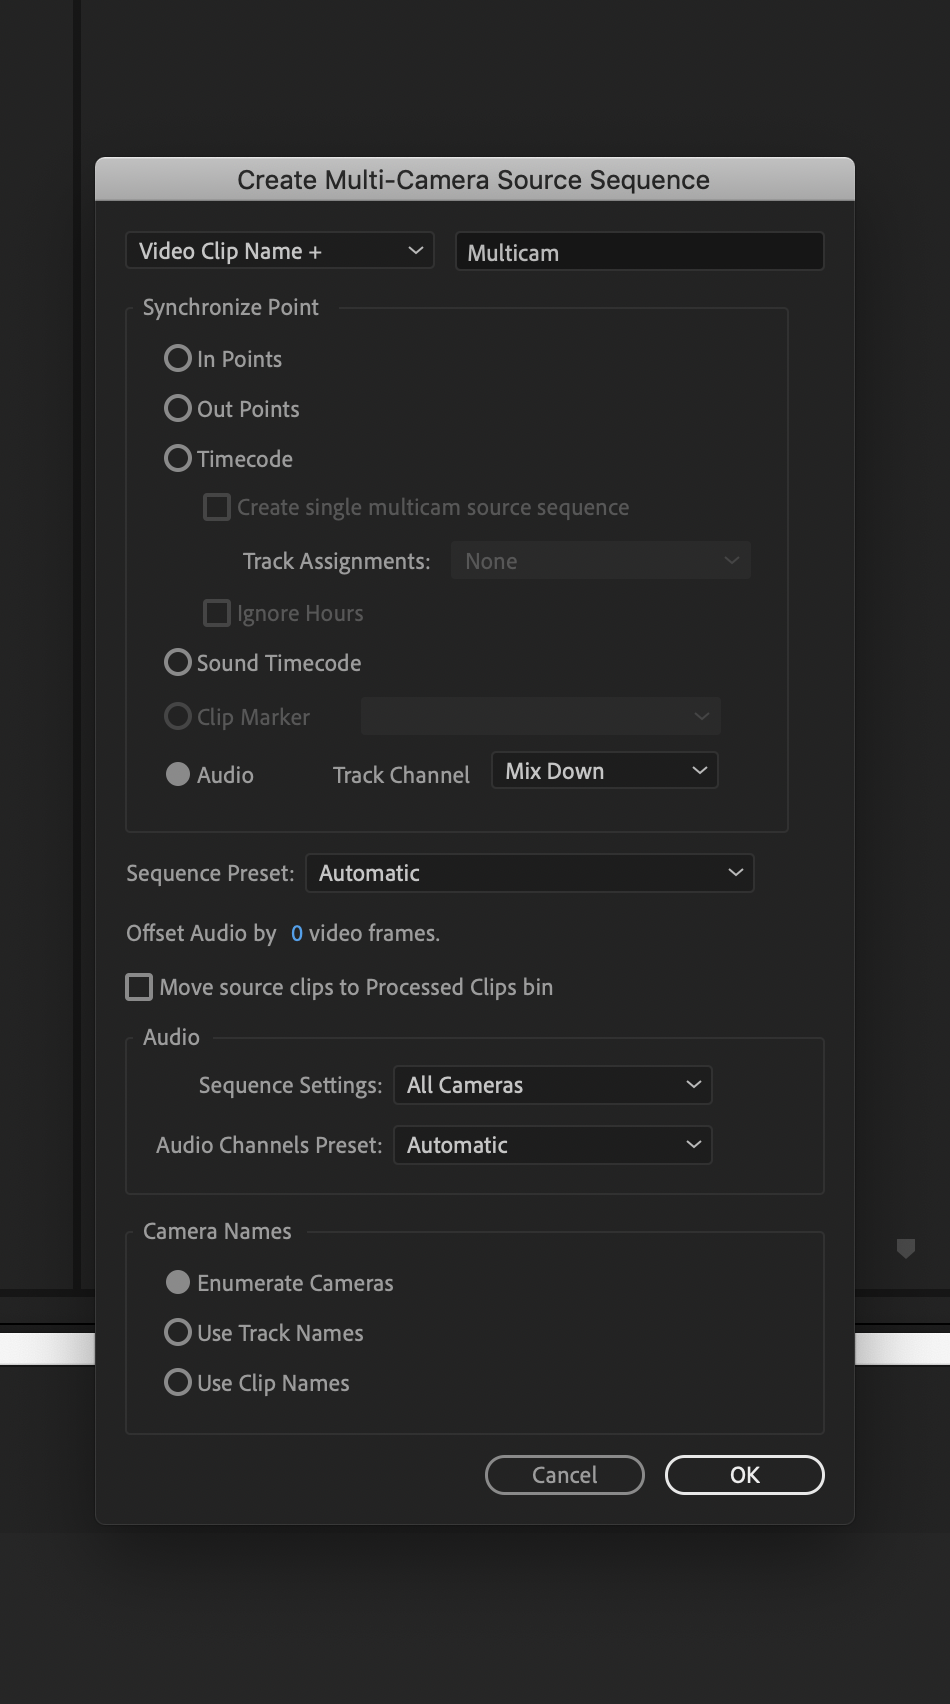 Create Multi-Camera Source Sequence
Video Clip Name + Multicam
Synchronize Point
In Points
Out Points
Timecode
Create single multicam source sequence
Track Assignments: None
Ignore Hours
Sound Timecode
Clip Marker
Audio Track Channel Mix Down
Sequence Preset: Automatic
Offset Audio by 0 video frames.
Move source clips to Processed Clips bin
Audio
Sequence Settings: All Cameras
Audio Channels Preset: Automatic
Camera Names
Enumerate Cameras
Use Track Names
Use Clip Names
Cancel OK